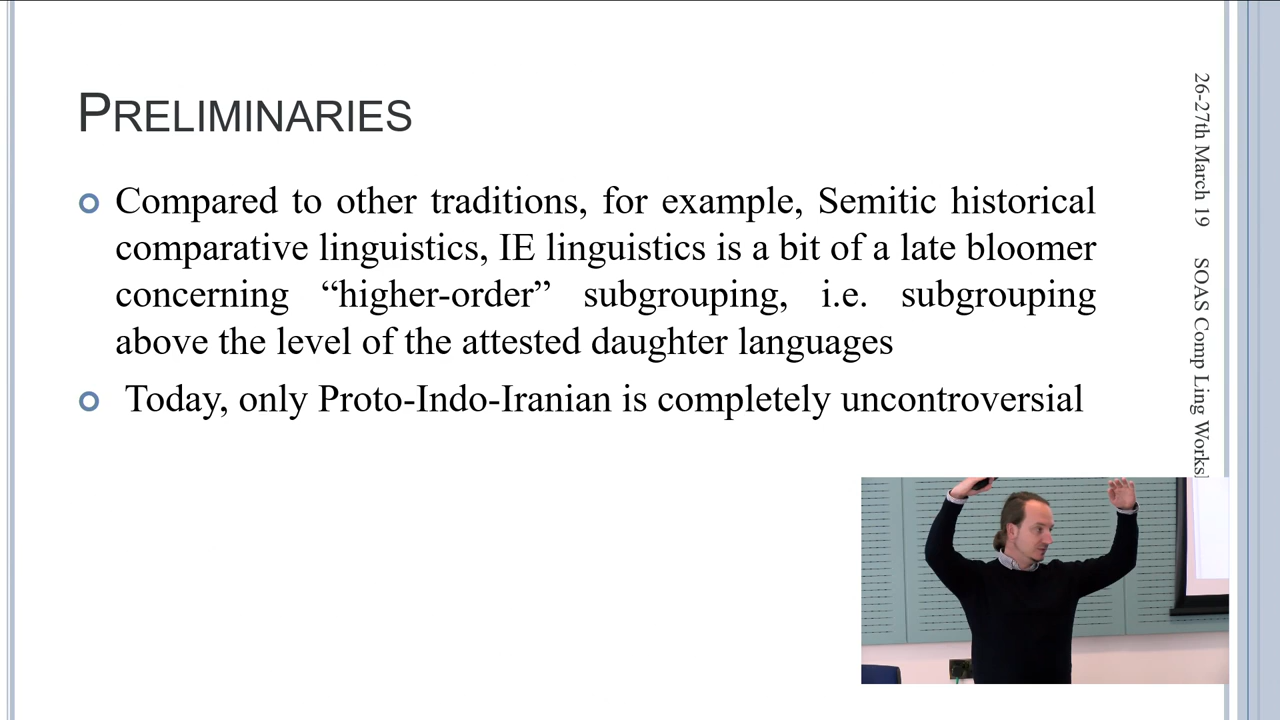 PRELIMINARIES
Compared to other traditions, for example, Semitic historical
comparative linguistics, IE linguistics is a bit of a late bloomer
concerning “higher-order” subgrouping, i.e. subgrouping
above the level of the attested daughter languages
Today, only Proto-Indo-Iranian is completely uncontroversial
26-27th March 19 SOAS Comp Ling Works